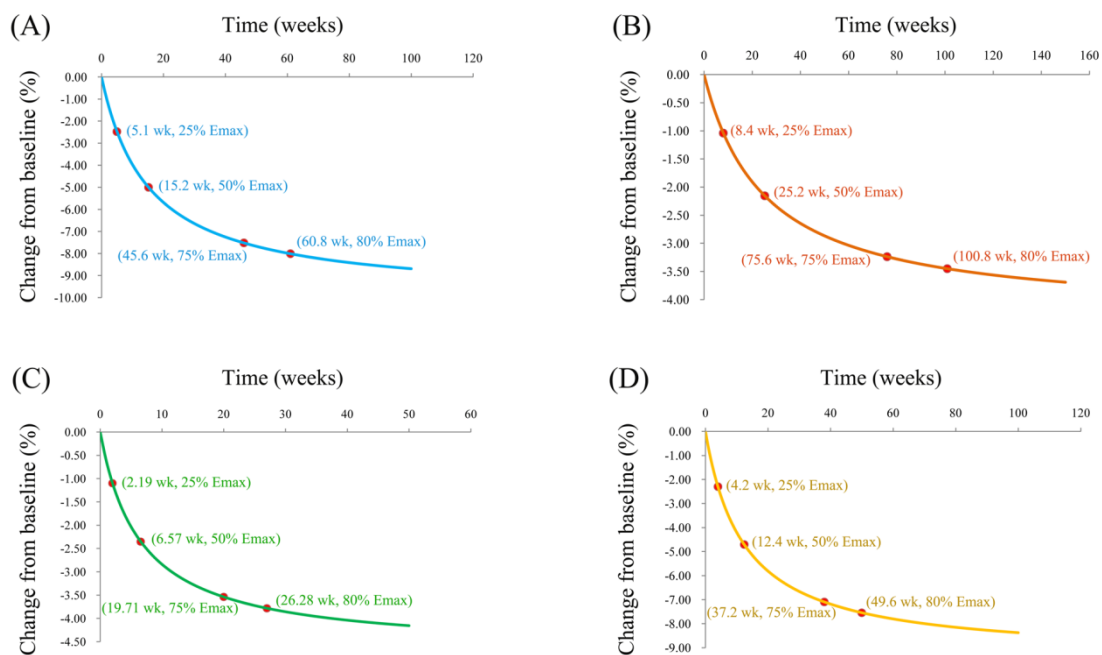 (A)
Time (weeks)
0 20 40 60 80 100 120
Change from baseline (%)
0.00
-1.00
-2.00
-3.00
-4.00
-5.00
-6.00
-7.00
-8.00
-9.00
-10.00
(5.1 wk, 25% Emax)
(15.2 wk, 50% Emax)
(45.6 wk, 75% Emax)
(60.8 wk, 80% Emax)
(B)
Time (weeks)
0 20 40 60 80 100 120 140 160
Change from baseline (%)
0.00
-0.50
-1.00
-1.50
-2.00
-2.50
-3.00
-3.50
-4.00
(8.4 wk, 25% Emax)
(25.2 wk, 50% Emax)
(75.6 wk, 75% Emax)
(100.8 wk, 80% Emax)
(C)
Time (weeks)
0 10 20 30 40 50 60
Change from baseline (%)
0.00
-0.50
-1.00
-1.50
-2.00
-2.50
-3.00
-3.50
-4.00
-4.50
(2.19 wk, 25% Emax)
(6.57 wk, 50% Emax)
(19.71 wk, 75% Emax)
(26.28 wk, 80% Emax)
(D)
Time (weeks)
0 20 40 60 80 100 120
Change from baseline (%)
0.00
-1.00
-2.00
-3.00
-4.00
-5.00
-6.00
-7.00
-8.00
-9.00
(4.2 wk, 25% Emax)
(12.4 wk, 50% Emax)
(37.2 wk, 75% Emax)
(49.6 wk, 80% Emax)